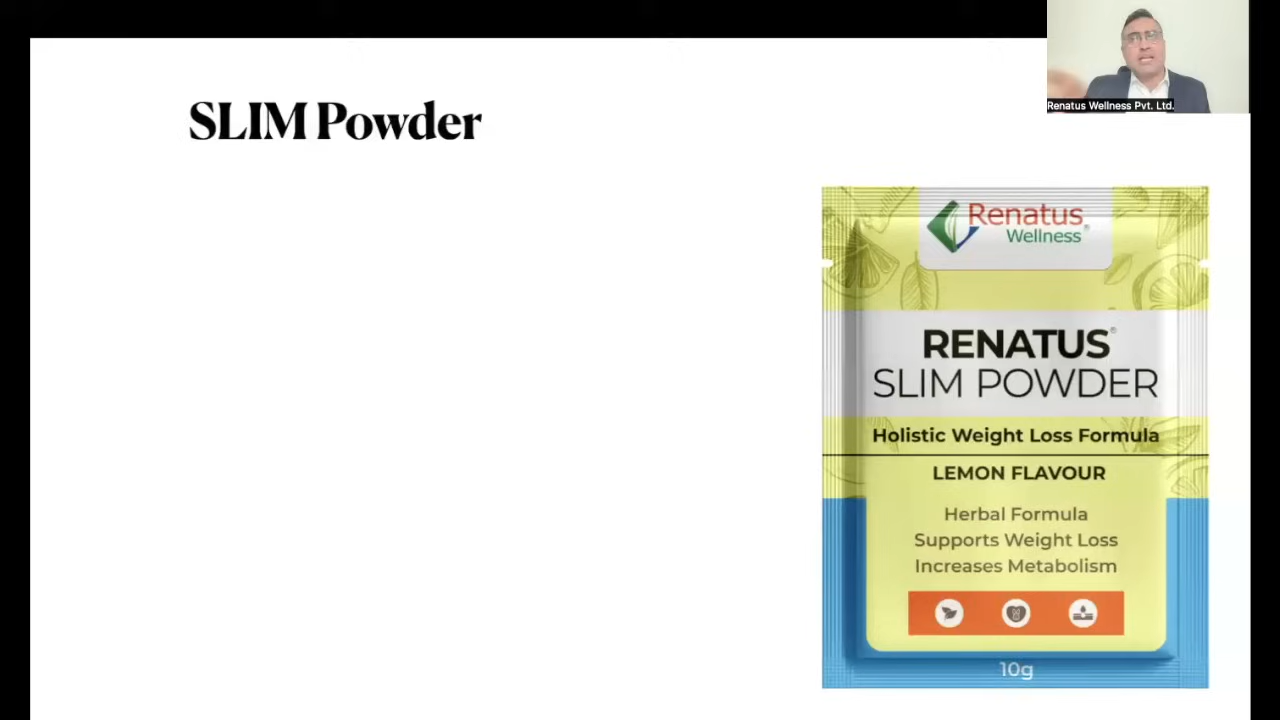 Renatus Wellness Pvt. Ltd.
SLIM Powder
Renatus
Wellness®
RENATUS®
SLIM POWDER
Holistic Weight Loss Formula
LEMON FLAVOUR
Herbal Formula
Supports Weight Loss
Increases Metabolism
10g